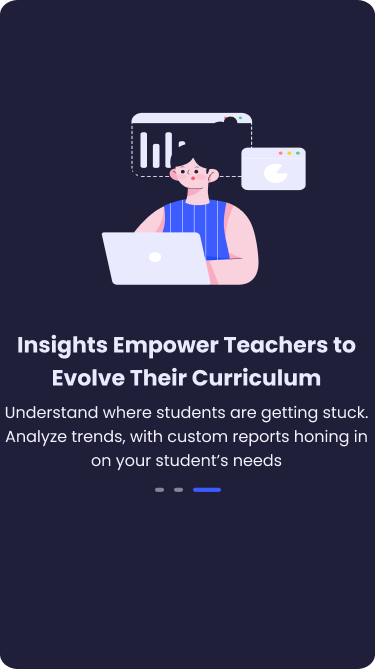 Insights Empower Teachers to
Evolve Their Curriculum
Understand where students are getting stuck.
Analyze trends, with custom reports honing in
on your student’s needs